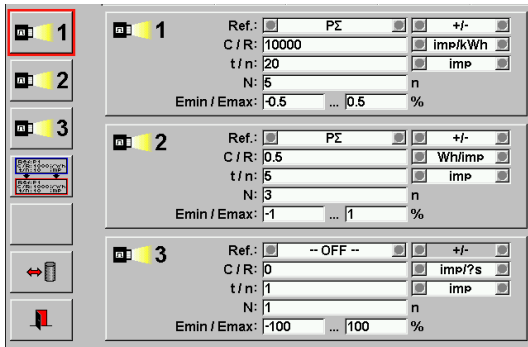 1
1
Ref.: PΣ +/-
C / R: 10000 imp/kWh
t / n: 20 imp
N: 5 n
Emin / Emax: -0.5 ... 0.5 %
2
2
Ref.: PΣ +/-
C / R: 0.5 Wh/imp
t / n: 5 imp
N: 3 n
Emin / Emax: -1 ... 1 %
3
3
Ref.: -- OFF -- +/-
C / R: 0 imp/?s
t / n: 1 imp
N: 1 n
Emin / Emax: -100 ... 100 %